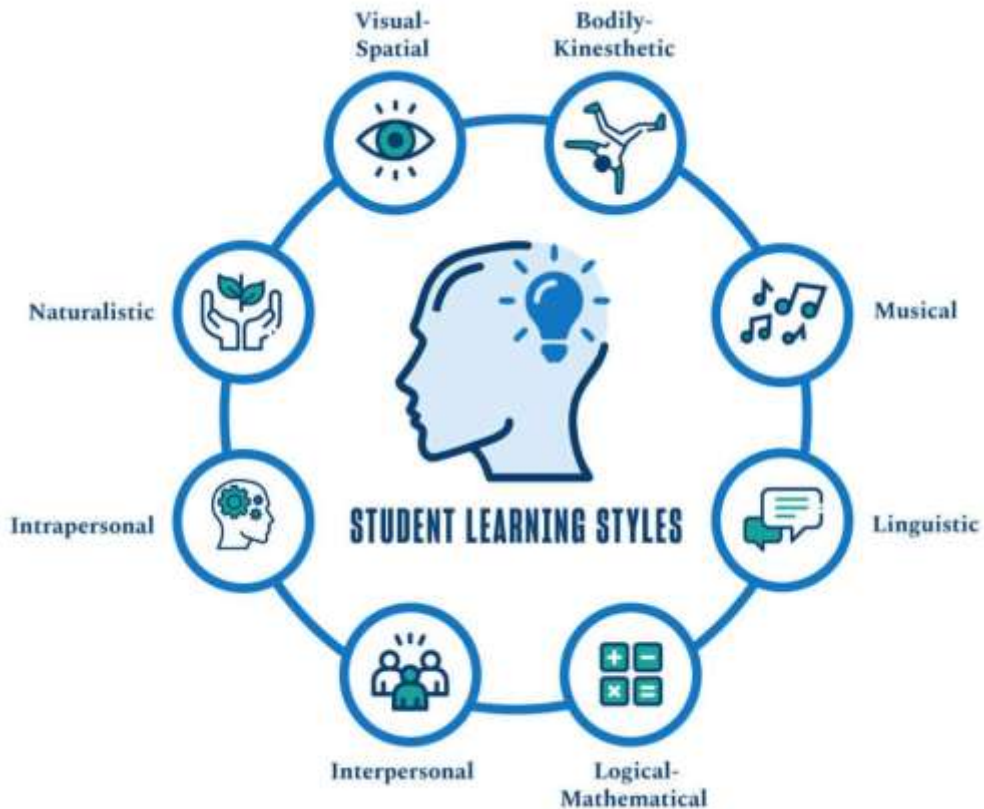 Visual-
Spatial
Bodily-
Kinesthetic
Naturalistic
Musical
Intrapersonal
STUDENT LEARNING STYLES
Linguistic
Interpersonal
Logical-
Mathematical